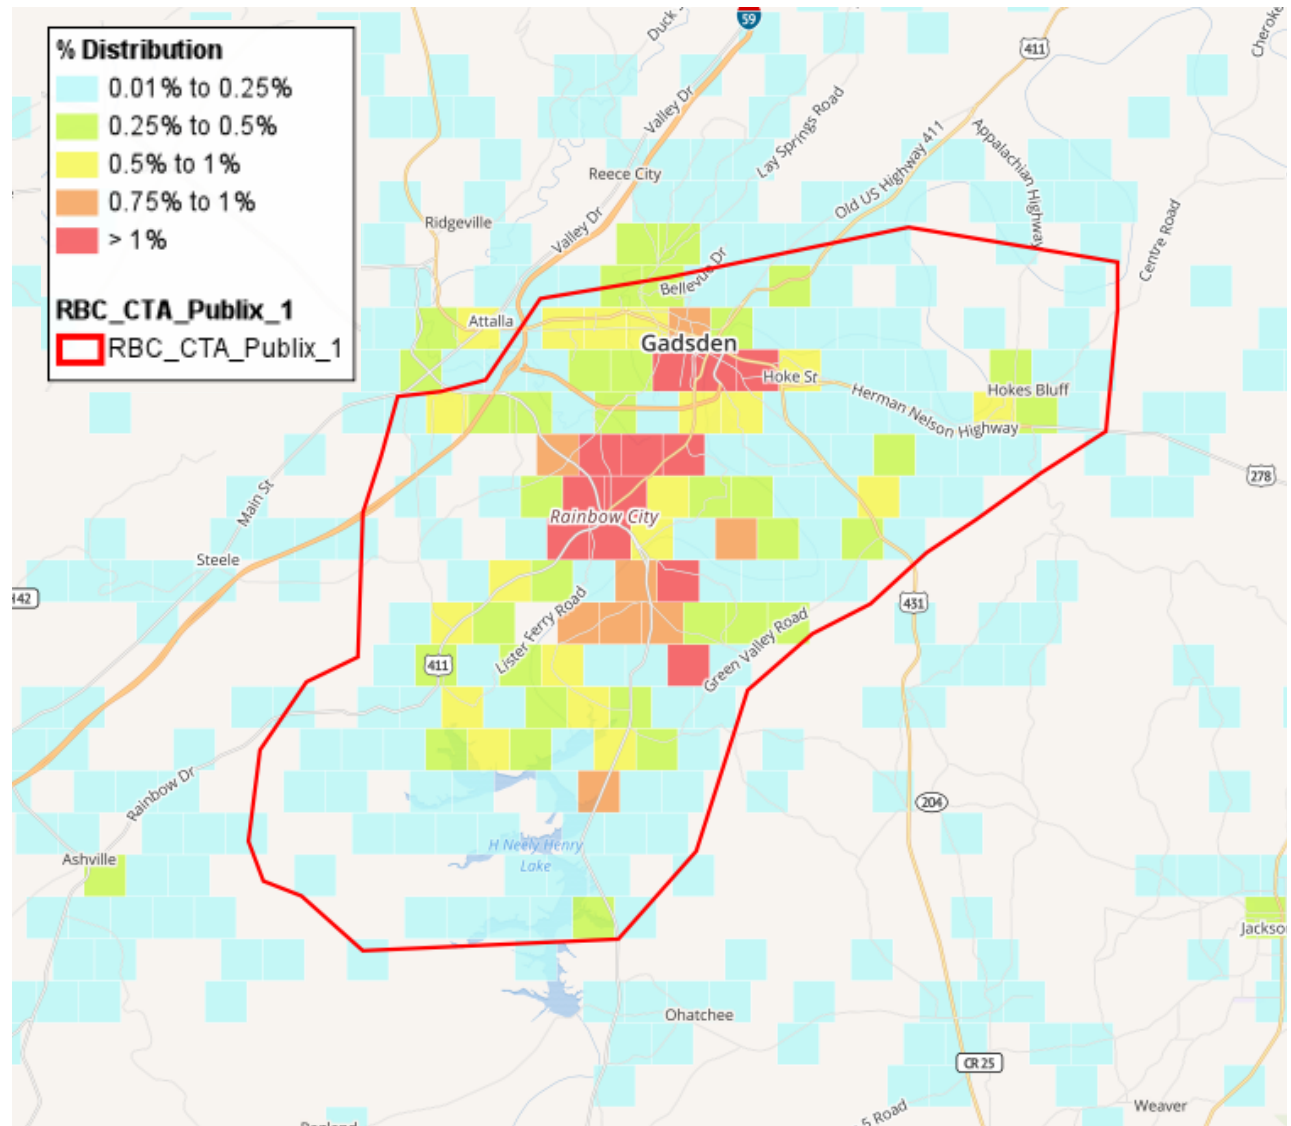 % Distribution
0.01% to 0.25%
0.25% to 0.5%
0.5% to 1%
0.75% to 1%
> 1%
RBC_CTA_Publix_1
RBC_CTA_Publix_1
59
411
Valley Dr
Lay Springs Road
Appalachian Highway
Reece City
Old US Highway 411
Ridgeville
Valley Dr
Centre Road
Bellevue Dr
Attalla
Gadsden
Hoke St
Hokes Bluff
Herman Nelson Highway
278
Main St
Rainbow City
Steele
431
Lister Ferry Road
Green Valley Road
411
Rainbow Dr
204
H Neely Henry
Lake
Ashville
Ohatchee
CR 25
Weaver